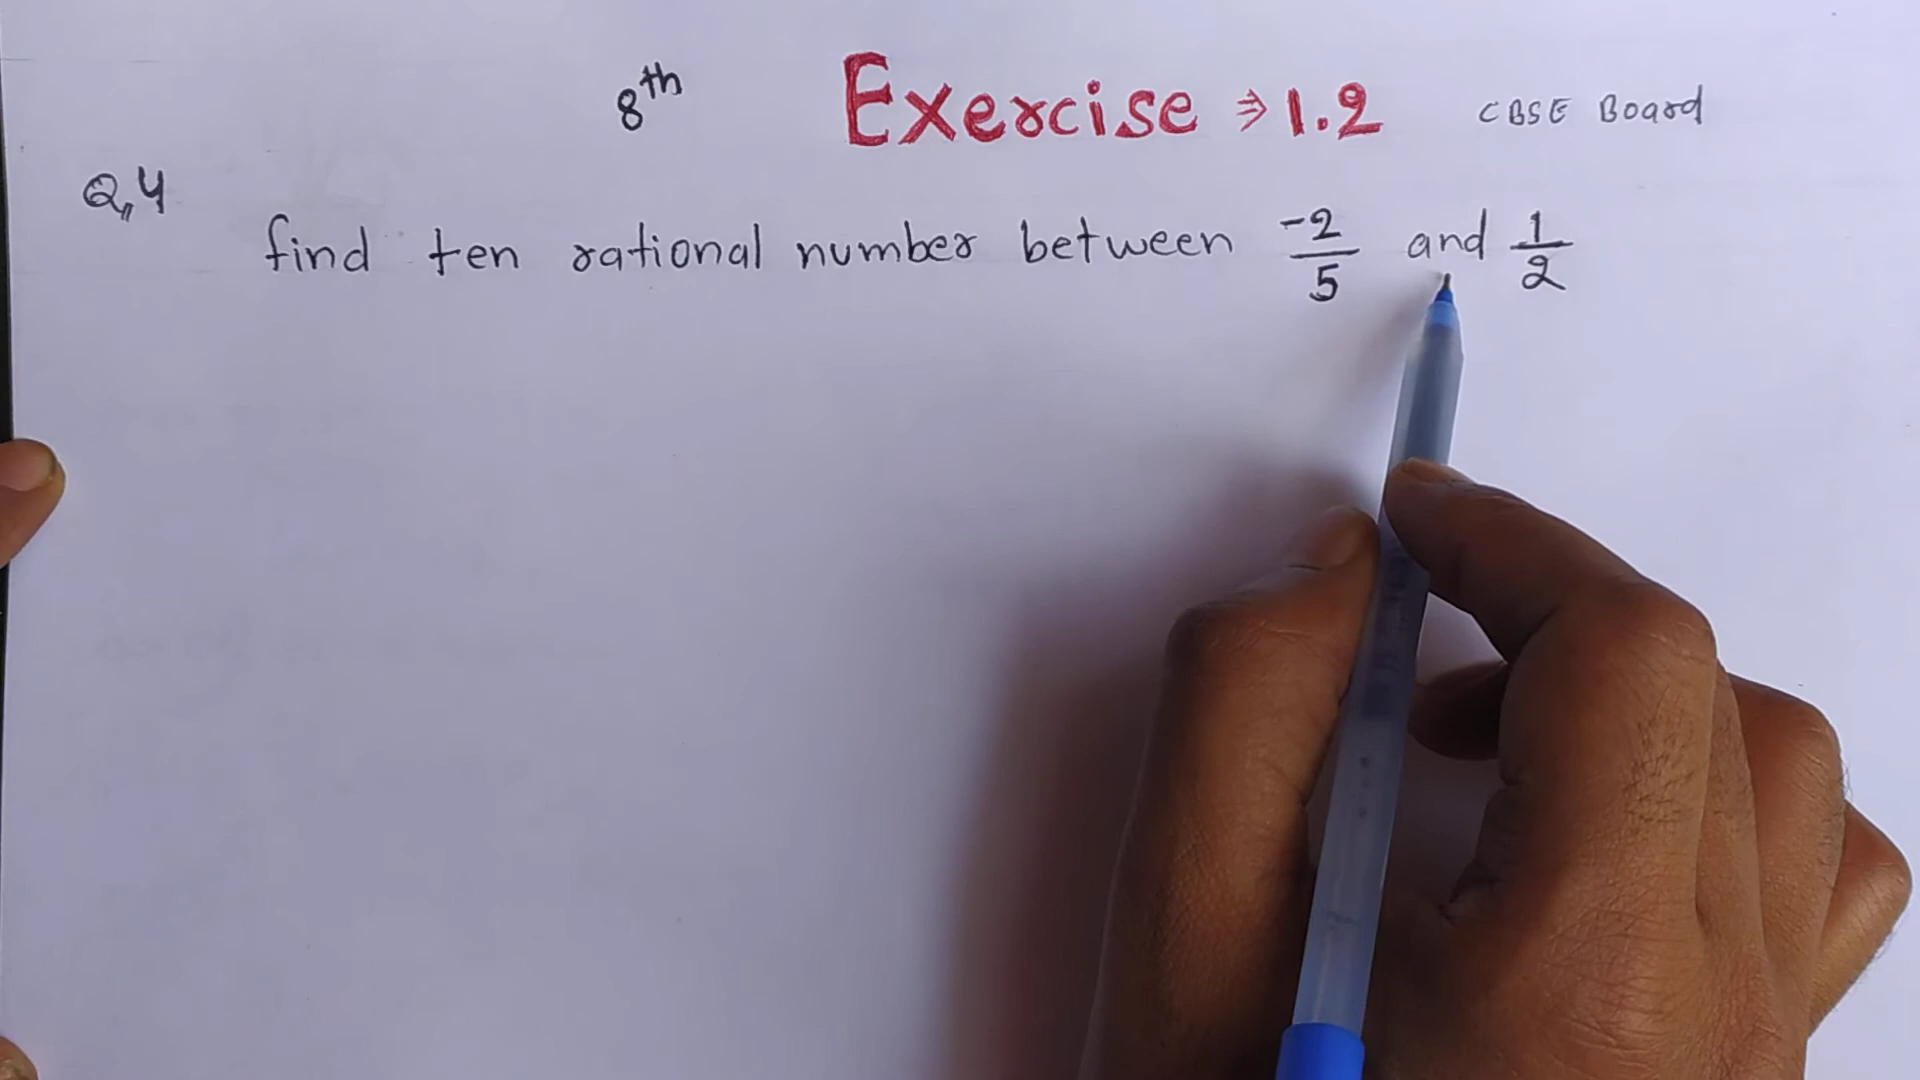 8th Exercise ⇒ 1.2 CBSE Board
Q,,4
find ten rational number between -2/5 and 1/2